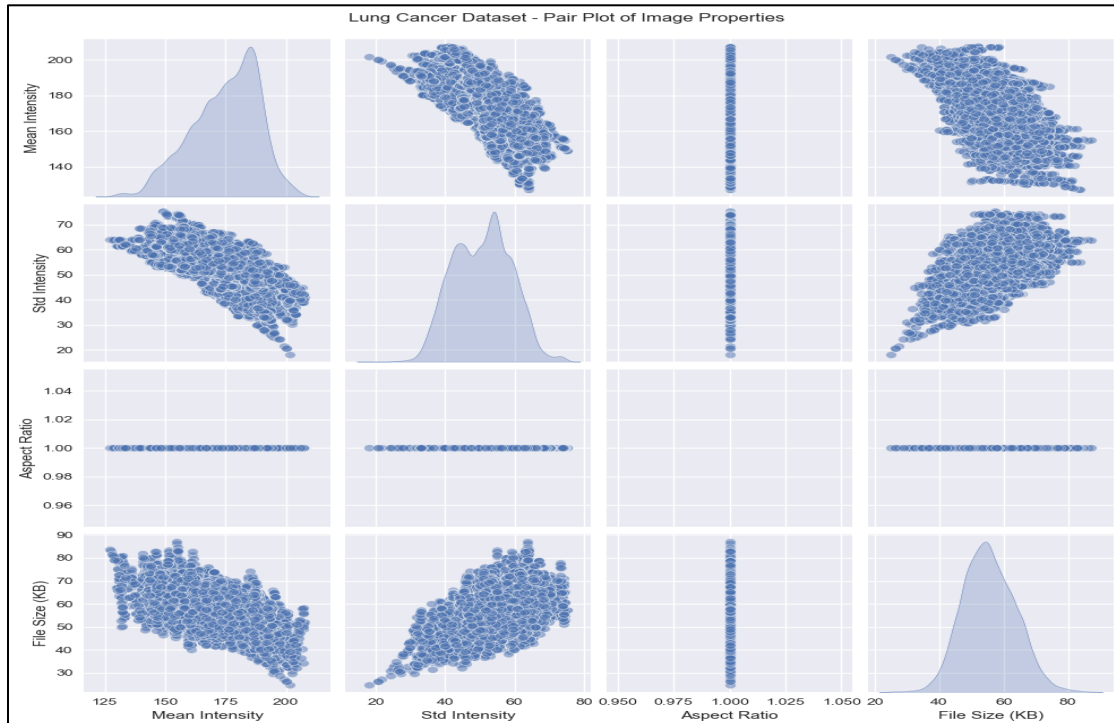 Lung Cancer Dataset - Pair Plot of Image Properties
Mean Intensity
200
180
160
140
Std Intensity
70
60
50
40
30
20
Aspect Ratio
1.04
1.02
1.00
0.98
0.96
File Size (KB)
90
80
70
60
50
40
30
125 150 175 200
20 40 60 80
0.950 0.975 1.000 1.025 1.050
20 40 60 80
Mean Intensity Std Intensity Aspect Ratio File Size (KB)